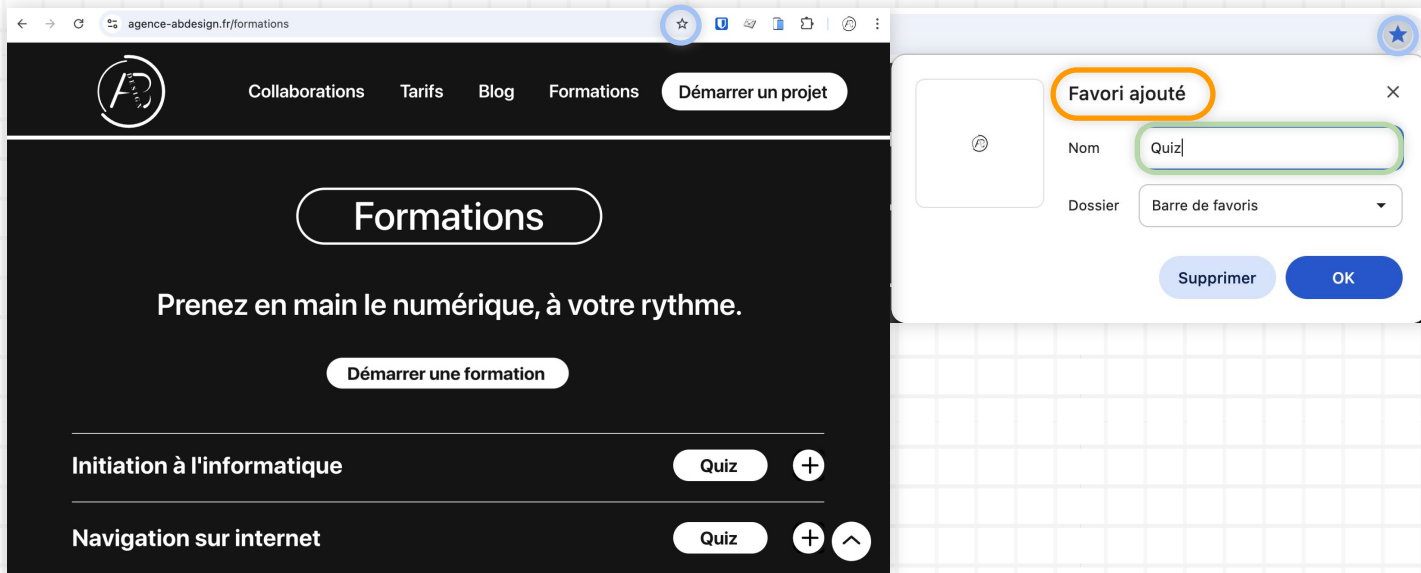 agence-abdesign.fr/formations
AB DESIGN
Collaborations Tarifs Blog Formations Démarrer un projet
Formations
Prenez en main le numérique, à votre rythme.
Démarrer une formation
Initiation à l'informatique Quiz
Navigation sur internet Quiz
Favori ajouté
Nom Quiz
Dossier Barre de favoris
Supprimer OK